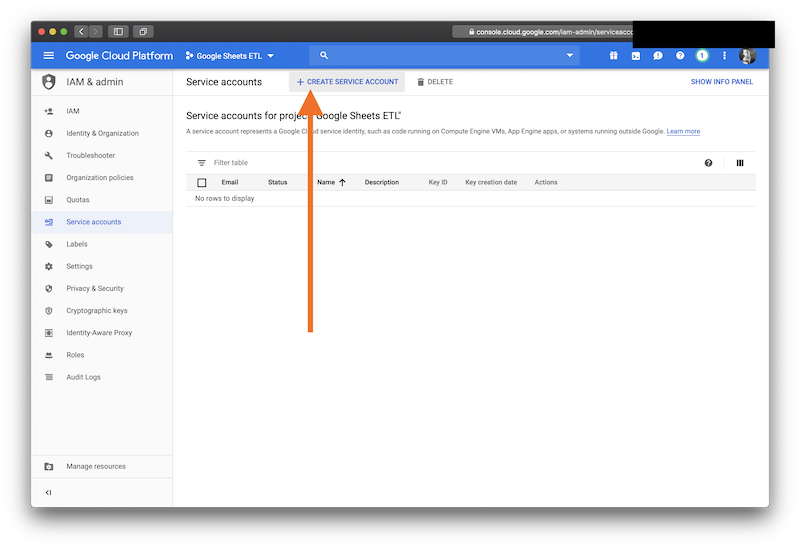 console.cloud.google.com/iam-admin/serviceacco
Google Cloud Platform
Google Sheets ETL
1
IAM & admin
Service accounts
+ CREATE SERVICE ACCOUNT
DELETE
SHOW INFO PANEL
IAM
Identity & Organization
Troubleshooter
Organization policies
Quotas
Service accounts
Labels
Settings
Privacy & Security
Cryptographic keys
Identity-Aware Proxy
Roles
Audit Logs
Manage resources
Service accounts for project Google Sheets ETL"
A service account represents a Google Cloud service identity, such as code running on Compute Engine VMs, App Engine apps, or systems running outside Google. Learn more
Filter table
Email Status Name Description Key ID Key creation date Actions
No rows to display